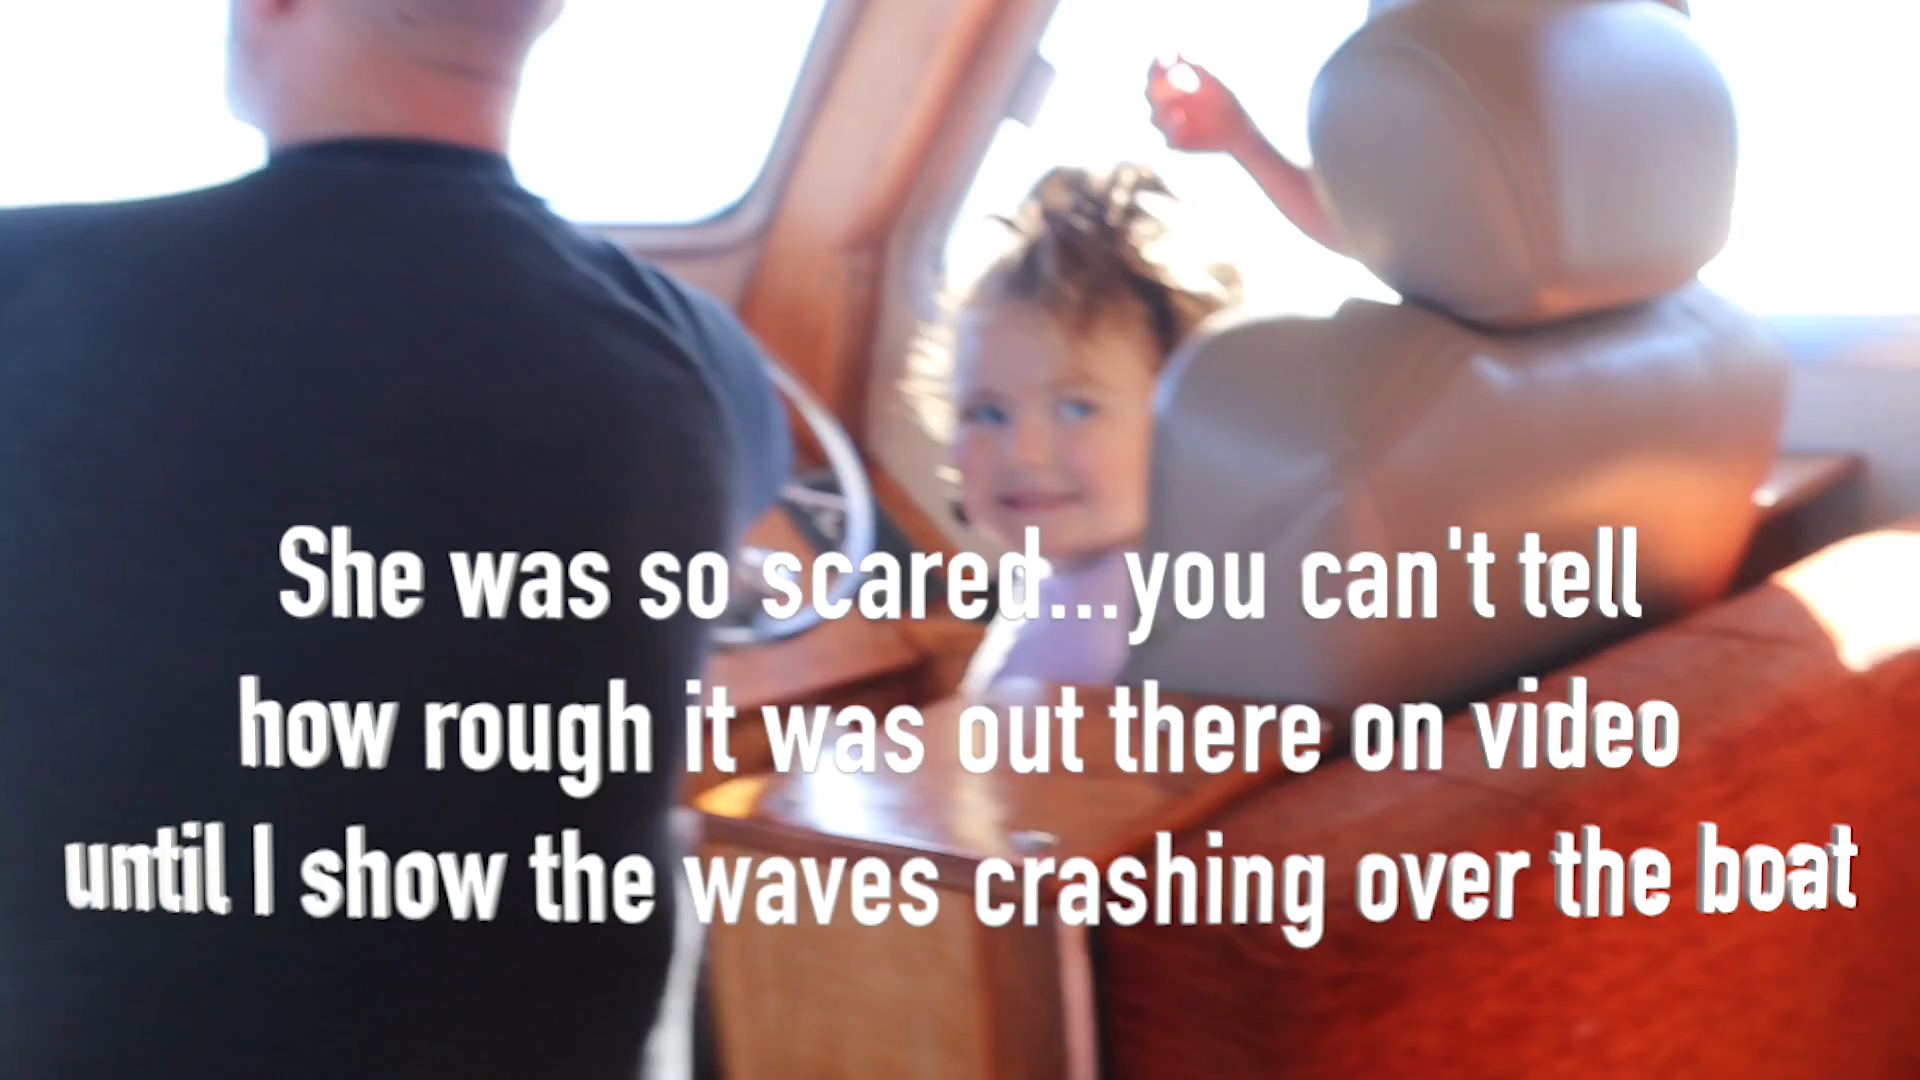 She was so scared...you can't tell
how rough it was out there on video
until I show the waves crashing over the boat